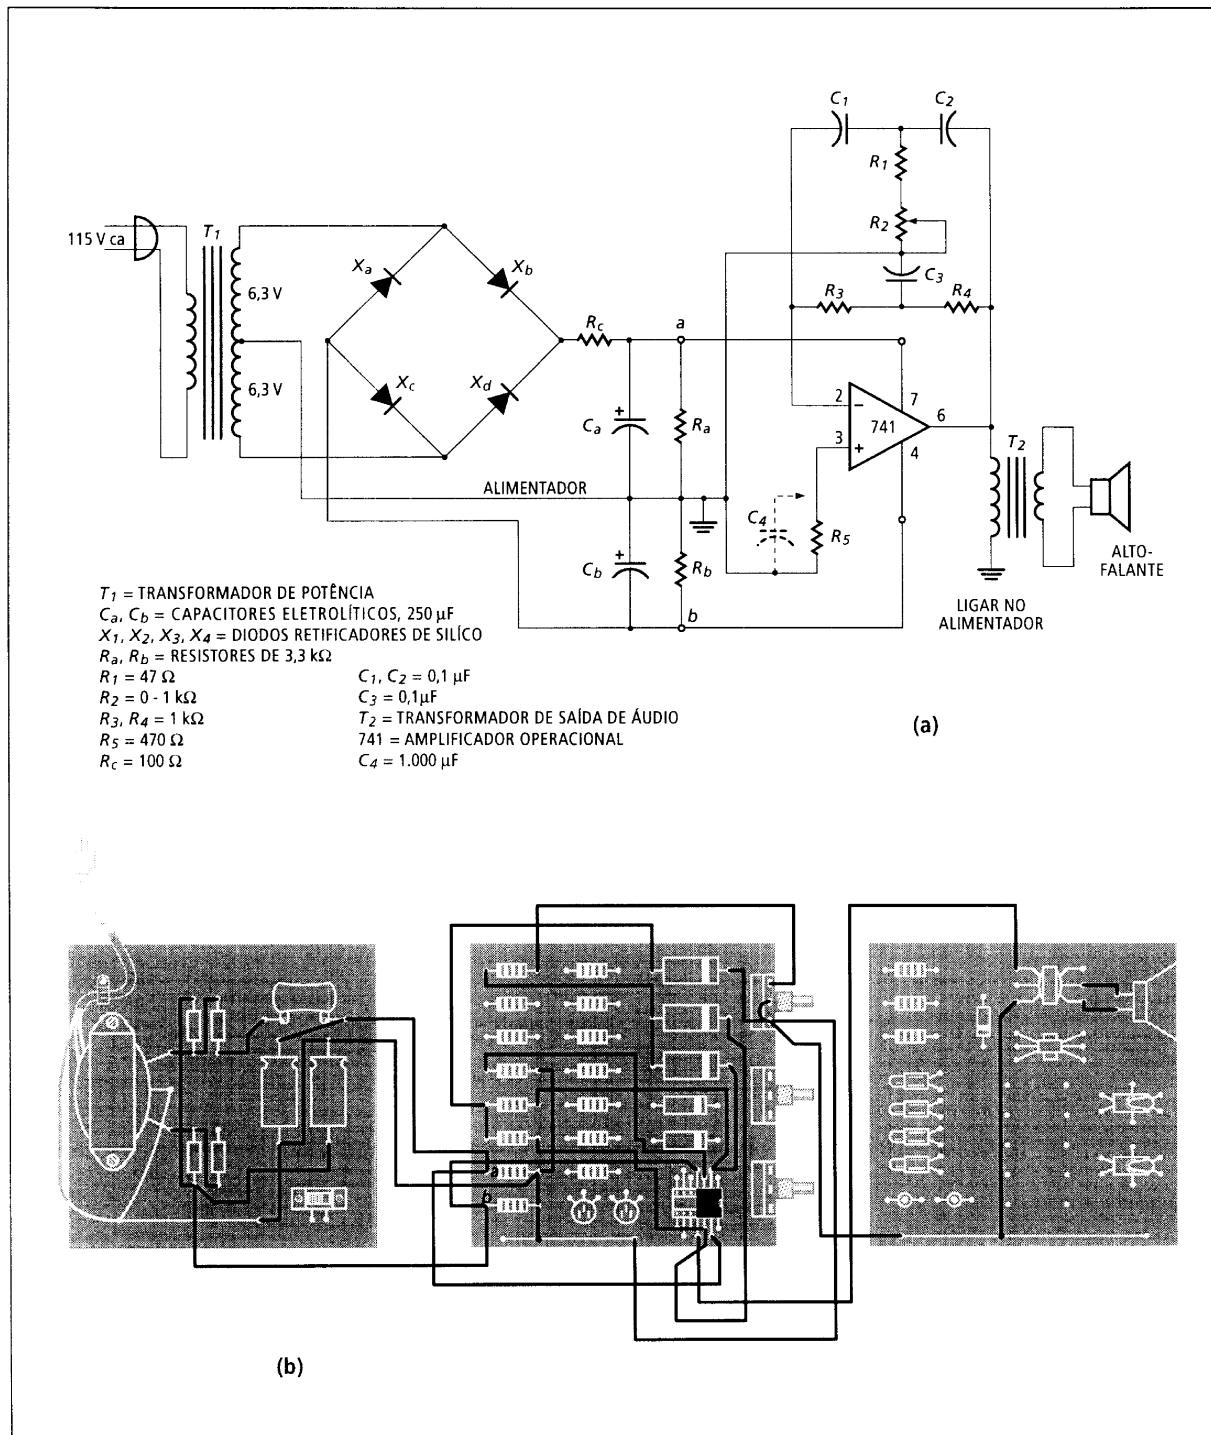 C1
C2
R1
R2
C3
R3
R4
115 V ca
T1
6,3 V
6,3 V
Xa
Xb
Xc
Xd
Rc
a
Ca
Ra
ALIMENTADOR
Cb
Rb
b
2
−
3
+
741
7
6
4
C4
R5
T2
ALTO-
FALANTE
LIGAR NO
ALIMENTADOR
T1 = TRANSFORMADOR DE POTÊNCIA
Ca, Cb = CAPACITORES ELETROLÍTICOS, 250 µF
X1, X2, X3, X4 = DIODOS RETIFICADORES DE SILÍCO
Ra, Rb = RESISTORES DE 3,3 kΩ
R1 = 47 Ω
R2 = 0 - 1 kΩ
R3, R4 = 1 kΩ
R5 = 470 Ω
Rc = 100 Ω
C1, C2 = 0,1 µF
C3 = 0,1µF
T2 = TRANSFORMADOR DE SAÍDA DE ÁUDIO
741 = AMPLIFICADOR OPERACIONAL
C4 = 1.000 µF
(a)
a
b
(b)